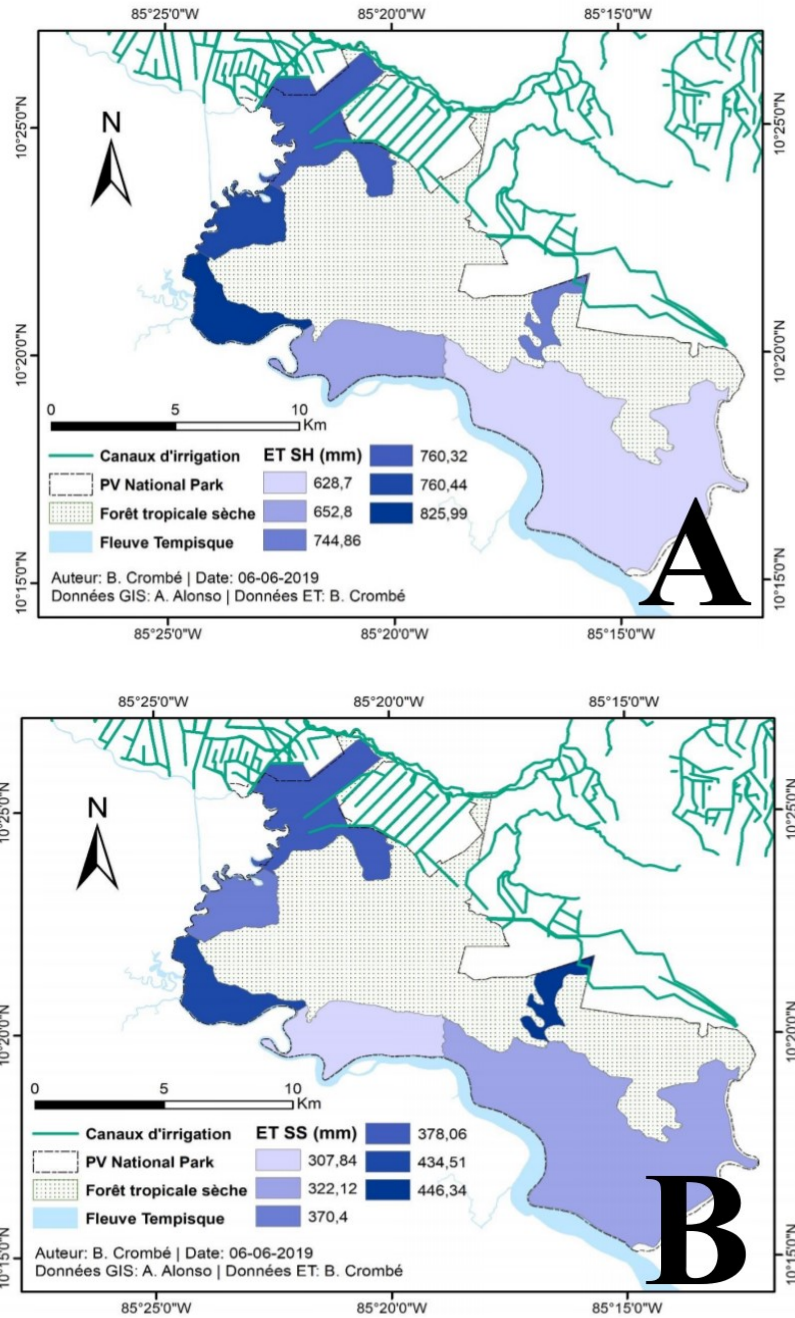 85°25'0"W 85°20'0"W 85°15'0"W
10°25'0"N 10°25'0"N
N
10°20'0"N 10°20'0"N
0 5 10
Km
Canaux d'irrigation ET SH (mm) 760,32
PV National Park 628,7 760,44
Forêt tropicale sèche 652,8 825,99
Fleuve Tempisque 744,86
Auteur: B. Crombé | Date: 06-06-2019
Données GIS: A. Alonso | Données ET: B. Crombé
10°15'0"N 10°15'0"N
A
85°25'0"W 85°20'0"W 85°15'0"W
85°25'0"W 85°20'0"W 85°15'0"W
10°25'0"N 10°25'0"N
N
10°20'0"N 10°20'0"N
0 5 10
Km
Canaux d'irrigation ET SS (mm) 378,06
PV National Park 307,84 434,51
Forêt tropicale sèche 322,12 446,34
Fleuve Tempisque 370,4
Auteur: B. Crombé | Date: 06-06-2019
Données GIS: A. Alonso | Données ET: B. Crombé
10°15'0"N 10°15'0"N
B
85°25'0"W 85°20'0"W 85°15'0"W